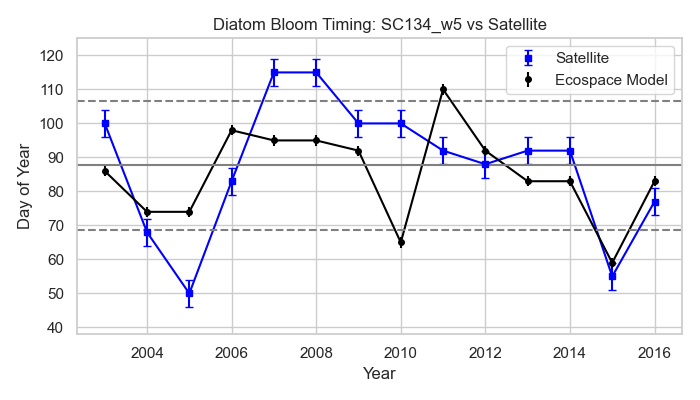 Diatom Bloom Timing: SC134_w5 vs Satellite
Satellite
Ecospace Model
120
110
100
90
80
70
60
50
40
Day of Year
2004 2006 2008 2010 2012 2014 2016
Year